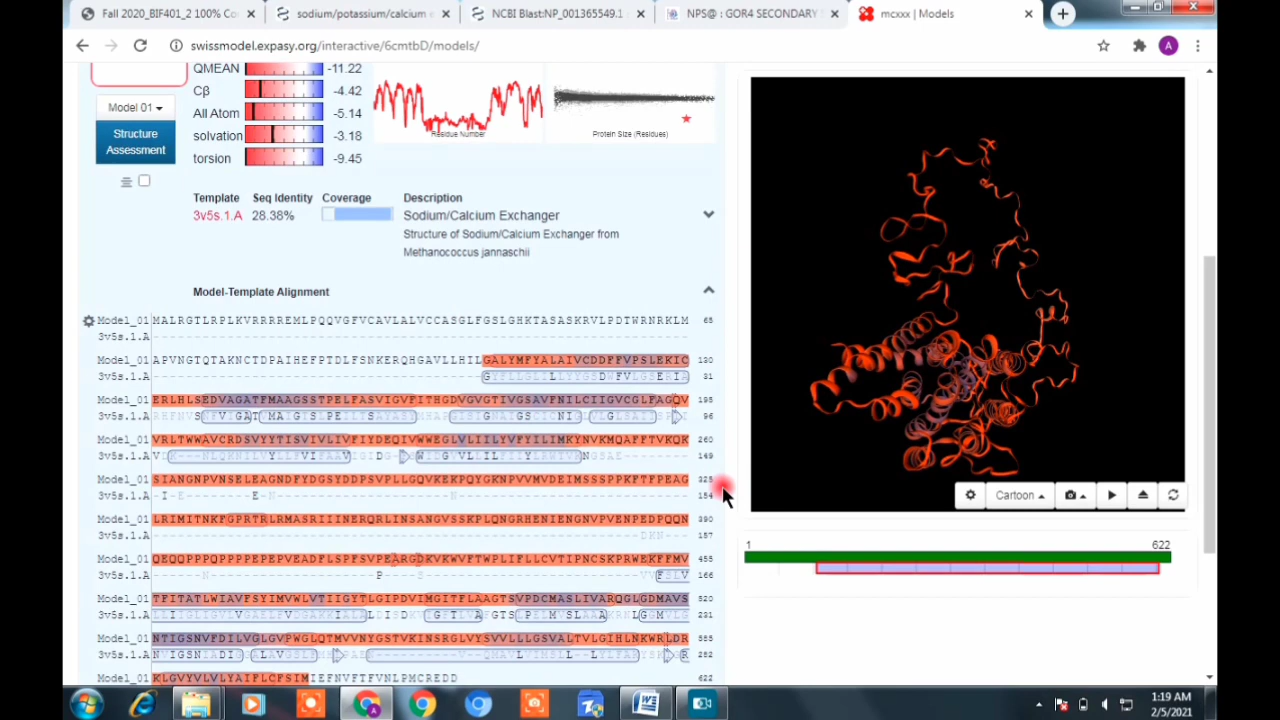 Fall 2020_BIF401_2 100% Co
sodium/potassium/calcium e
NCBI Blast:NP_001365549.1
NPS@ : GOR4 SECONDARY S
mcxxx | Models
swissmodel.expasy.org/interactive/6cmtbD/models/
A
QMEAN -11.22
Cβ -4.42
All Atom -5.14
solvation -3.18
torsion -9.45
Model 01
Structure
Assessment
Residue Number
Protein Size (Residues)
Template Seq Identity Coverage Description
3v5s.1.A 28.38% Sodium/Calcium Exchanger
Structure of Sodium/Calcium Exchanger from
Methanococcus jannaschii
Model-Template Alignment
Model_01 MALRGTLRPLKVRRRREMLPQQVGFVCAVLALVCCASGLFGSLGHKTASASKRVLPDTWRNRKLM 65
3v5s.1.A
Model_01 APVNGTQTAKNCTDPAIHEFPTDLFSNKERQHGAVLLHILGALYMFYALAIVCDDFFVPSLEKIC 130
3v5s.1.A 31
Model_01 ERLHLSEDVAGATFMAAGSSTPELFASVIGVFITHGDVGVGTIVGSAVFNILCIIGVCGLFAGQV 195
3v5s.1.A 96
Model_01 VRLTWWAVCRDSVYYTISVIVLIVFIYDEQIVWWEGLVLIILYVFYILIMKYNVKMQAFFTVKQK 260
3v5s.1.A 149
Model_01 SIANGNPVNSELEAGNDFYDGSYDDPSVPLLGQVKEKPQYGKNPVVMVDEIMSSSPPKFTFPEAG 325
3v5s.1.A 154
Model_01 LRIMITNKFGPRTRLRMASRIIINERQRLINSANGVSSKPLQNGRHENIENGNVPVENPEDPQQN 390
3v5s.1.A 157
Model_01 QEQQPPPQPPPPEPEPVEADFLSPFSVPEARGDKVKWVFTWPLIFLLCVTIPNCSKPRWEKFFMV 455
3v5s.1.A 166
Model_01 TFITATLWIAVFSYIMVWLVTIIGYTLGIPDVIMGITFLAAGTSVPDCMASLIVARQGLGDMAVS 520
3v5s.1.A 231
Model_01 NTIGSNVFDILVGLGVPWGLQTMVVNYGSTVKINSRGLVYSVVLLLGSVALTVLGIHLNKWRLDR 585
3v5s.1.A 282
Model_01 KLGVYVLVLYAIFLCFSIMIEFNVFTFVNLPMCREDD 622
Cartoon
1 622
1:19 AM
2/5/2021